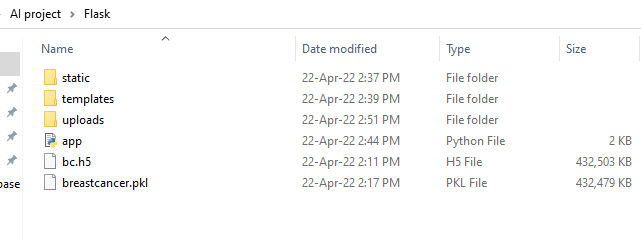 AI project > Flask
Name Date modified Type Size
static 22-Apr-22 2:37 PM File folder
templates 22-Apr-22 2:39 PM File folder
uploads 22-Apr-22 2:51 PM File folder
app 22-Apr-22 2:44 PM Python File 2 KB
bc.h5 22-Apr-22 2:11 PM H5 File 432,503 KB
base breastcancer.pkl 22-Apr-22 2:17 PM PKL File 432,479 KB